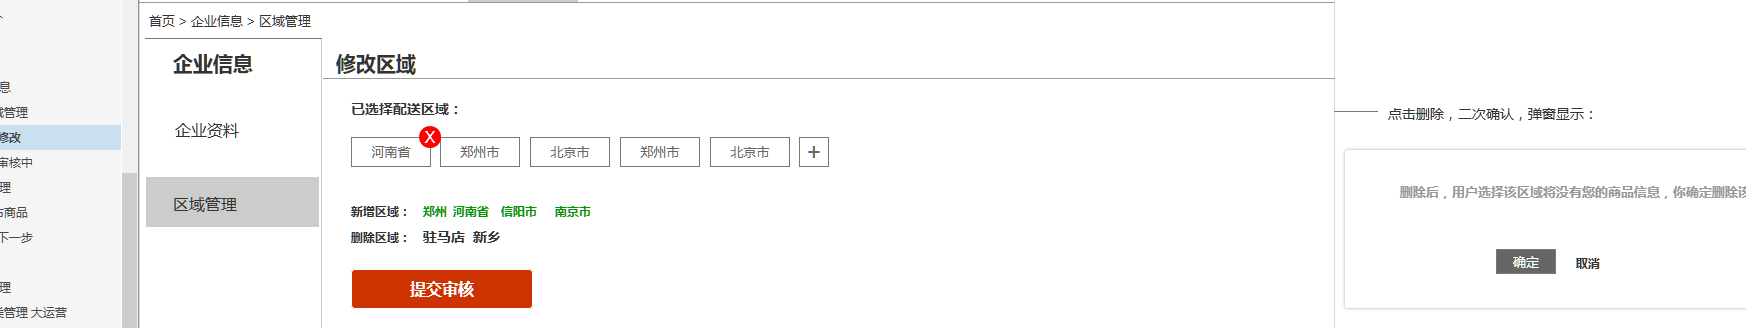 首页 > 企业信息 > 区域管理
企业信息
企业资料
区域管理
修改区域
已选择配送区域：
河南省 X 郑州市 北京市 郑州市 北京市 +
新增区域： 郑州 河南省 信阳市 南京市
删除区域： 驻马店 新乡
提交审核
点击删除，二次确认，弹窗显示：
删除后，用户选择该区域将没有您的商品信息，你确定删除该
确定 取消
息
管理
修改
审核中
理
商品
下一步
理
管理 大运营